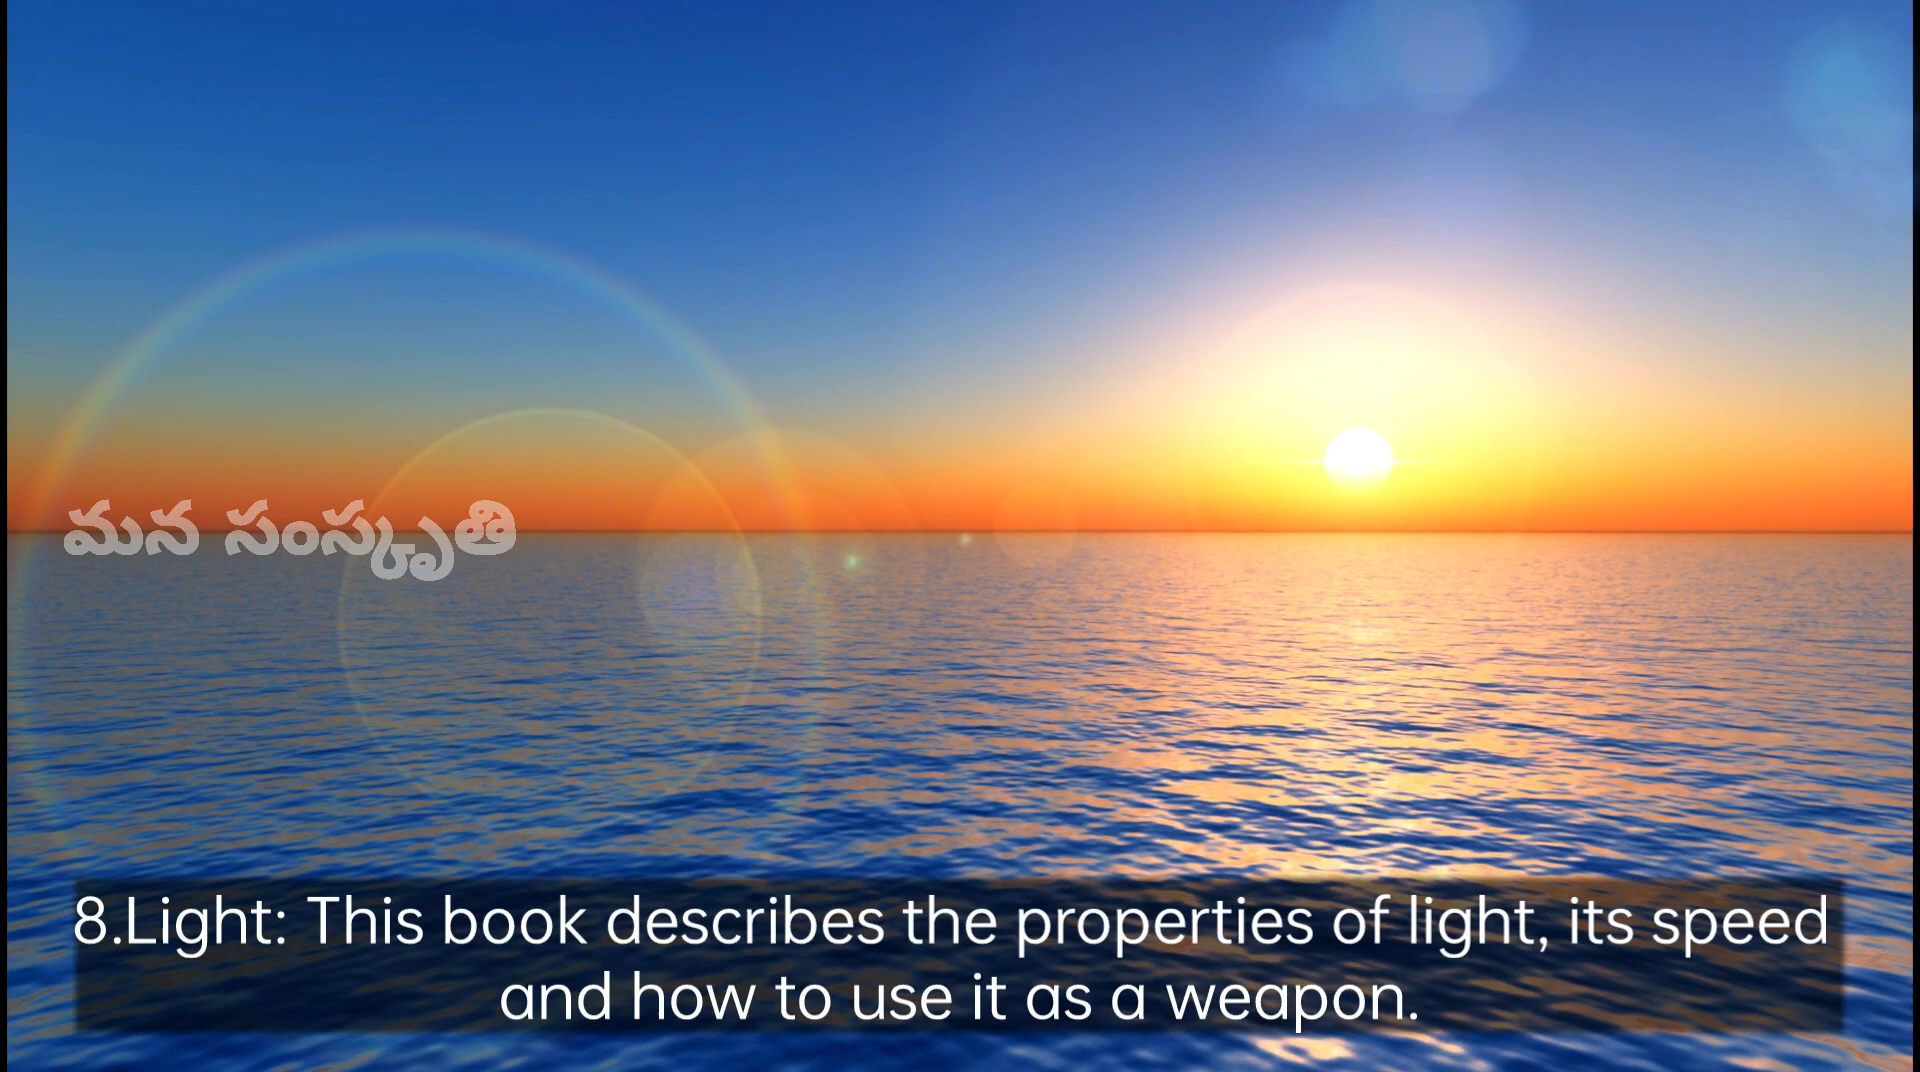 మన సంస్కృతి
8.Light: This book describes the properties of light, its speed
and how to use it as a weapon.